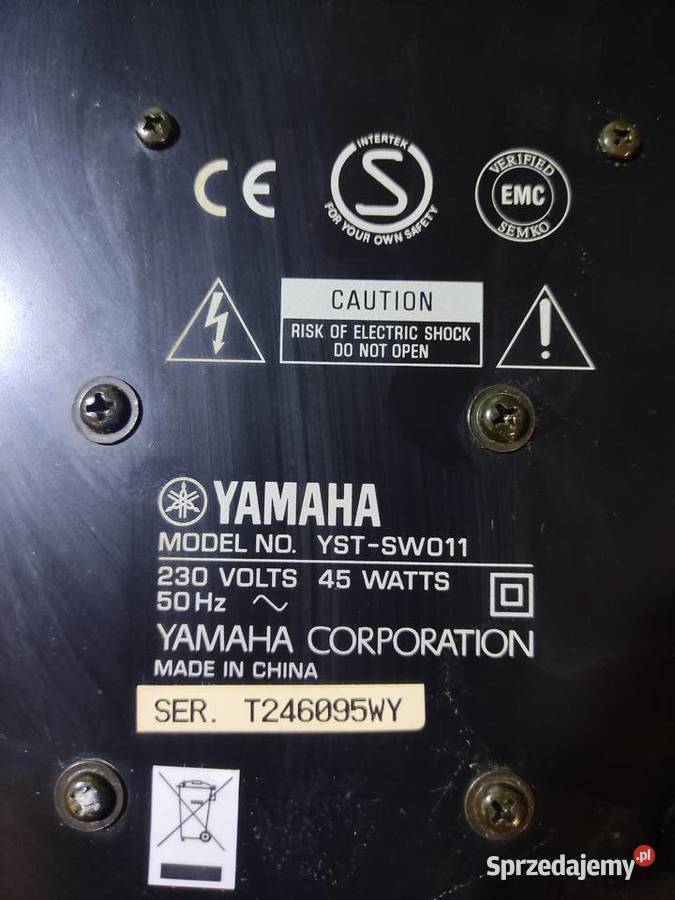 CE
INTERTEK
S
FOR YOUR OWN SAFETY
VERIFIED
EMC
SEMKO
CAUTION
RISK OF ELECTRIC SHOCK
DO NOT OPEN
YAMAHA
MODEL NO. YST-SW011
230 VOLTS 45 WATTS
50Hz ~
YAMAHA CORPORATION
MADE IN CHINA
SER. T246095WY
Sprzedajemy.pl